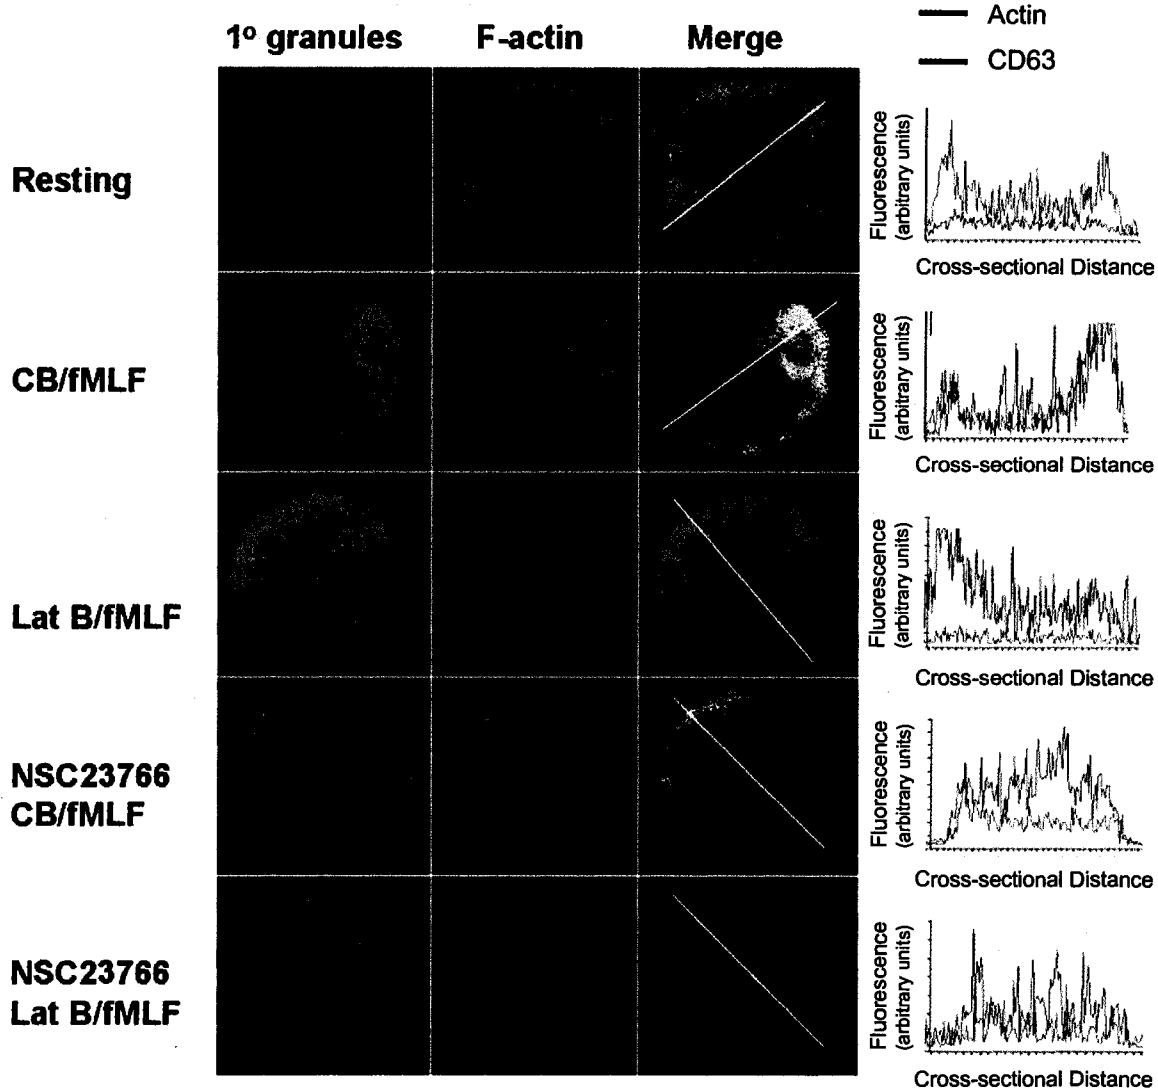 1º granules F-actin Merge
Actin
CD63
Resting
Fluorescence
(arbitrary units)
Cross-sectional Distance
CB/fMLF
Fluorescence
(arbitrary units)
Cross-sectional Distance
Lat B/fMLF
Fluorescence
(arbitrary units)
Cross-sectional Distance
NSC23766
CB/fMLF
Fluorescence
(arbitrary units)
Cross-sectional Distance
NSC23766
Lat B/fMLF
Fluorescence
(arbitrary units)
Cross-sectional Distance